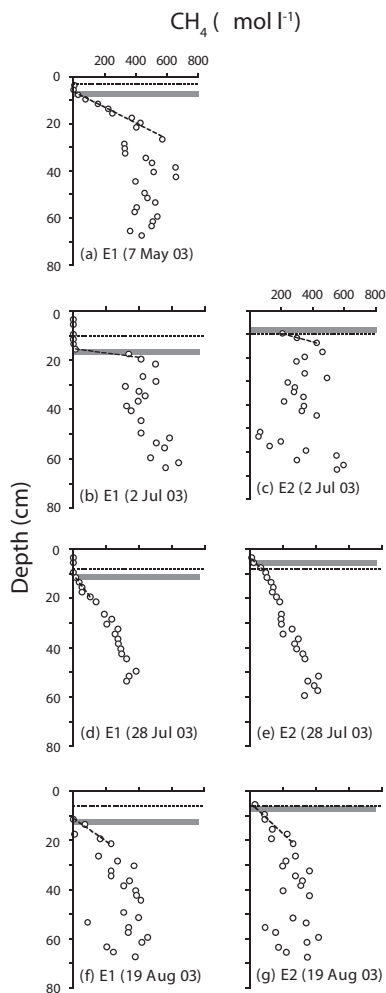 CH4 ( mol l-1)
200 400 600 800
0
20
40
60
80
(a) E1 (7 May 03)
0
20
40
60
80
(b) E1 (2 Jul 03)
200 400 600 800
(c) E2 (2 Jul 03)
Depth (cm)
0
20
40
60
80
(d) E1 (28 Jul 03)
(e) E2 (28 Jul 03)
0
20
40
60
80
(f) E1 (19 Aug 03)
(g) E2 (19 Aug 03)